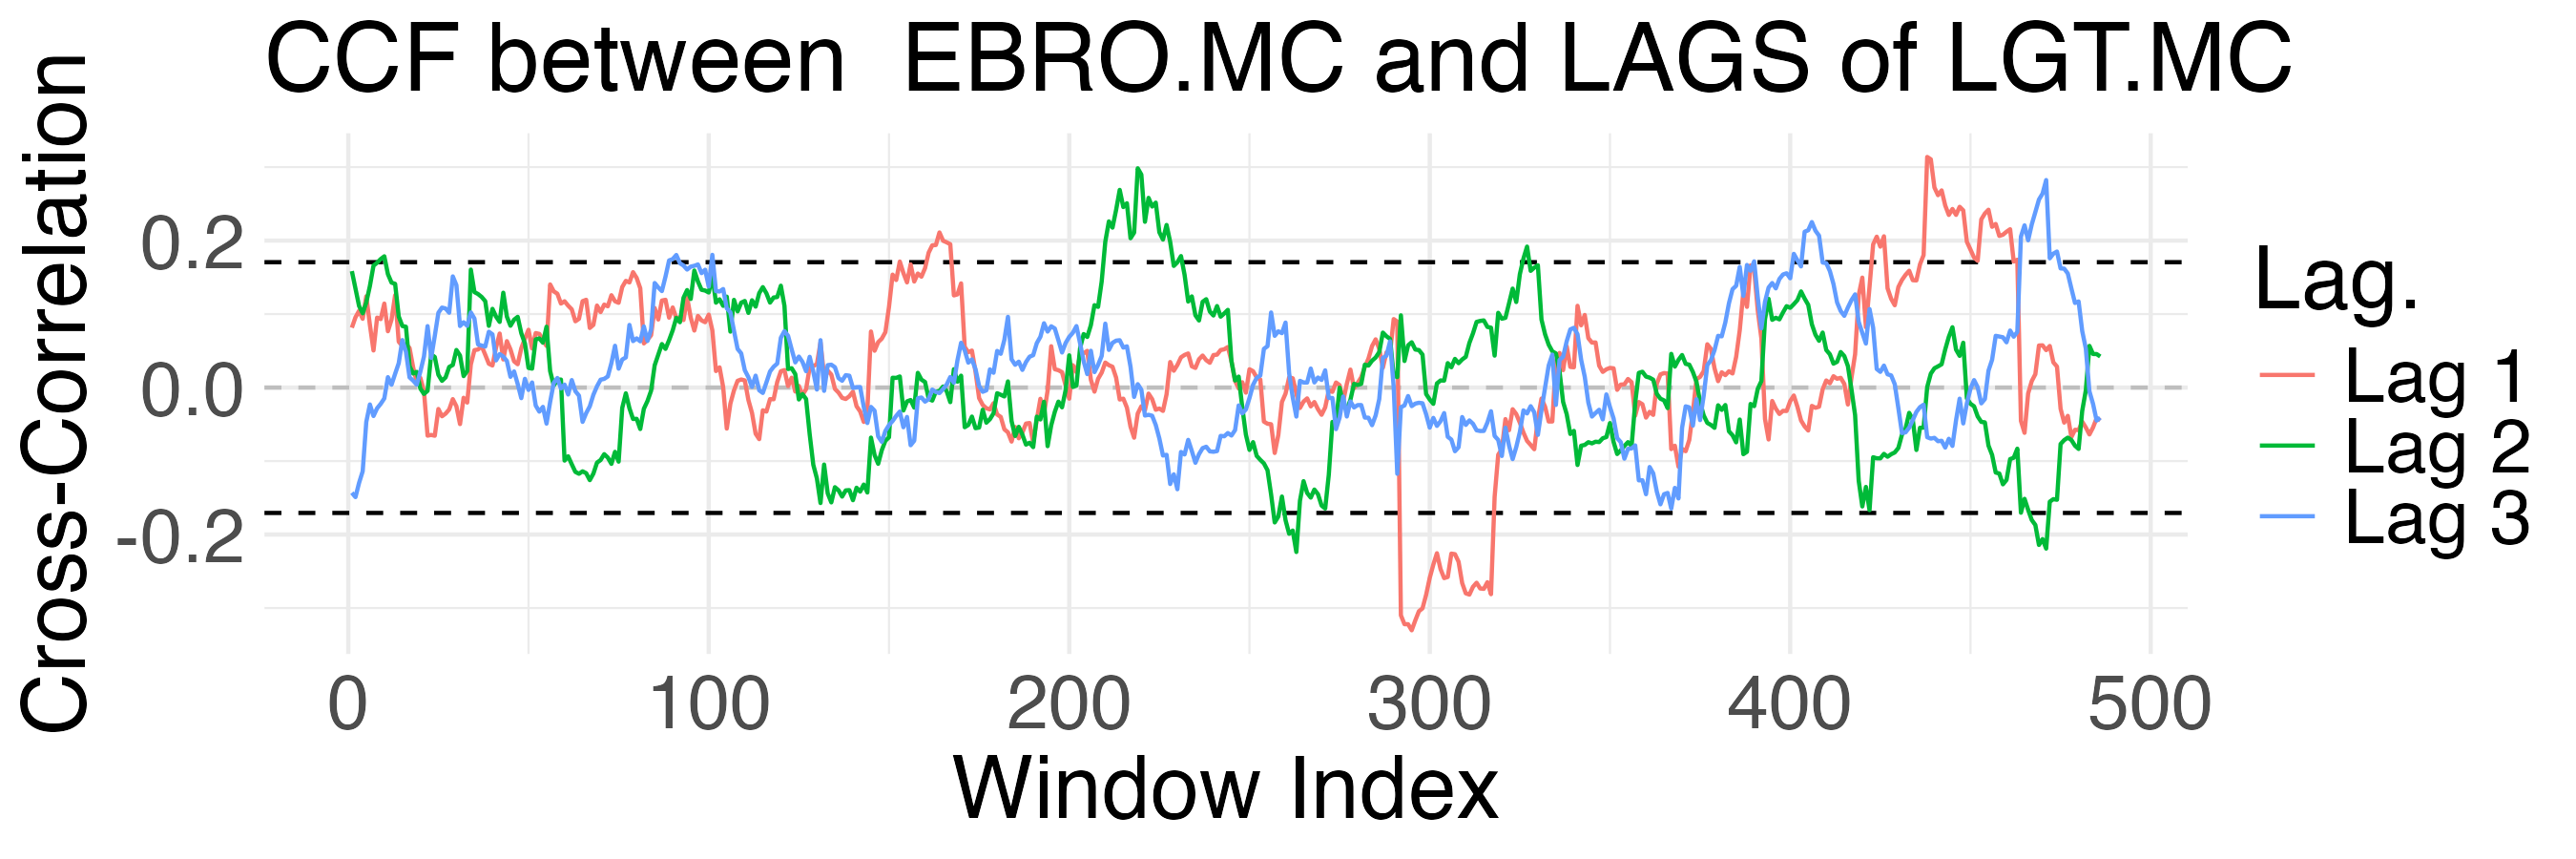 CCF between  EBRO.MC and LAGS of LGT.MC
Cross-Correlation
0.2
0.0
-0.2
0 100 200 300 400 500
Window Index
Lag.
Lag 1
Lag 2
Lag 3